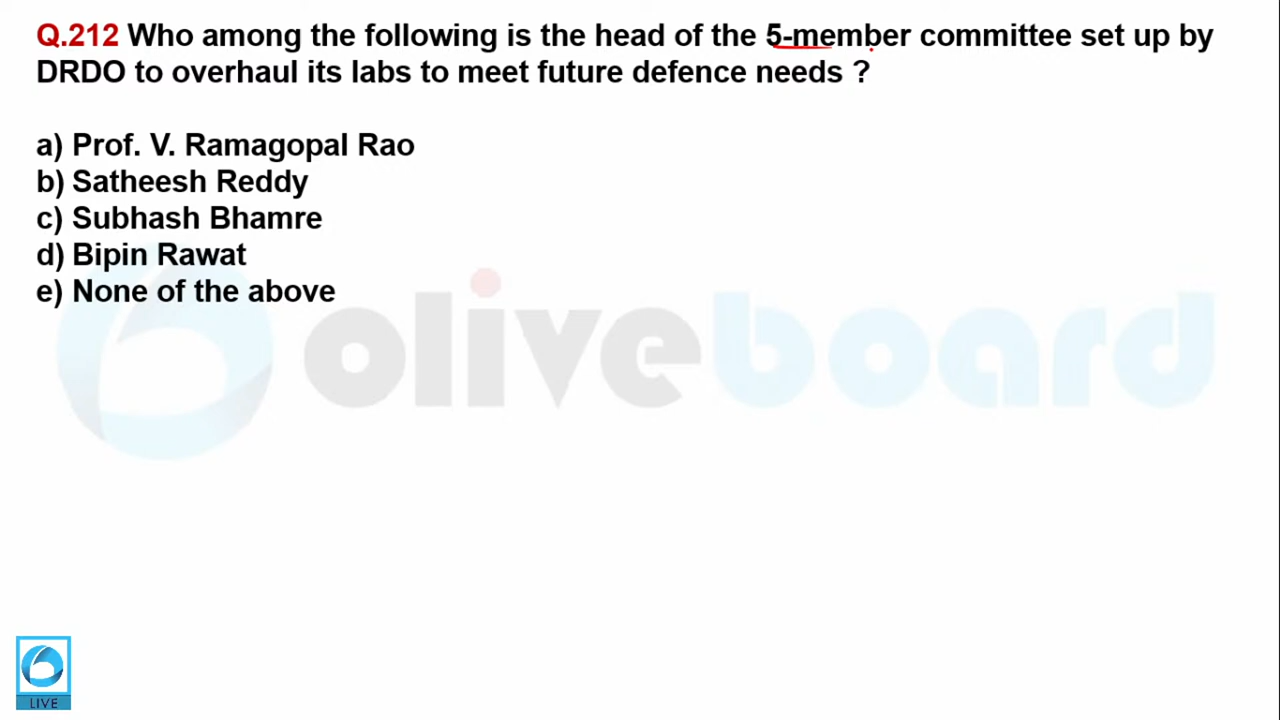 Q.212 Who among the following is the head of the 5-member committee set up by
DRDO to overhaul its labs to meet future defence needs ?
a) Prof. V. Ramagopal Rao
b) Satheesh Reddy
c) Subhash Bhamre
d) Bipin Rawat
e) None of the above
oliveboard
LIVE